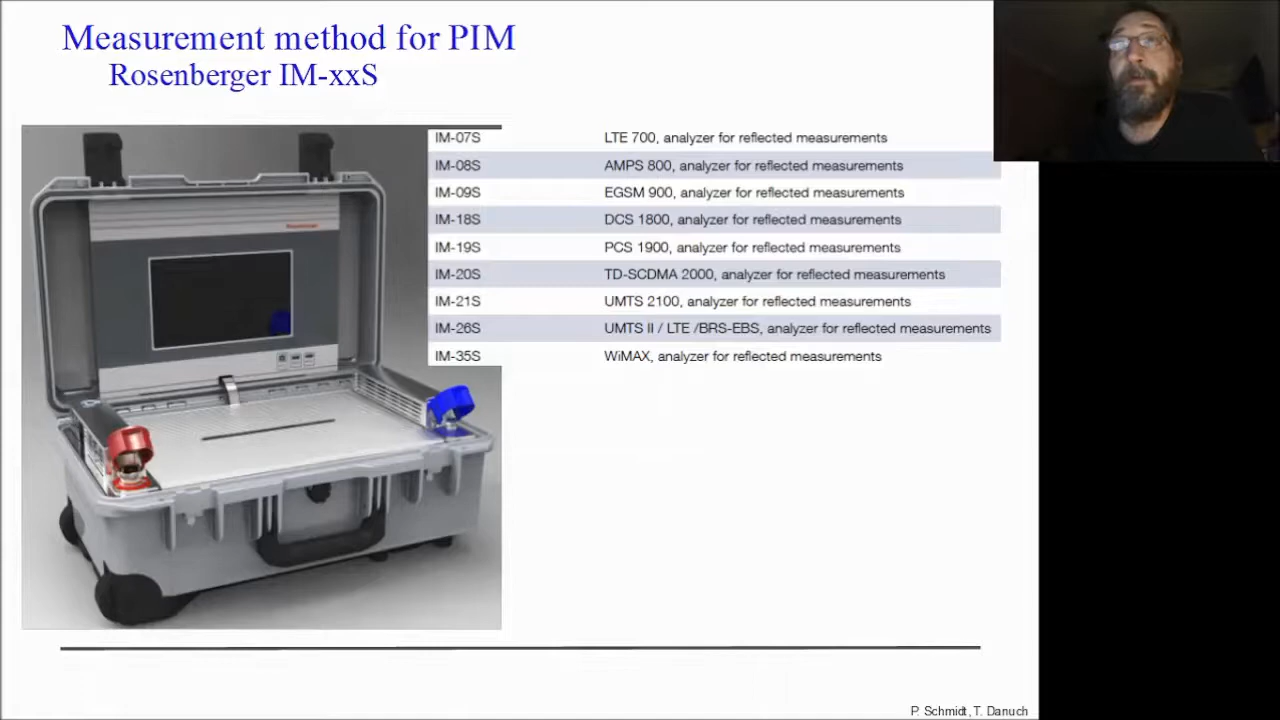 Measurement method for PIM
Rosenberger IM-xxS
IM-07S LTE 700, analyzer for reflected measurements
IM-08S AMPS 800, analyzer for reflected measurements
IM-09S EGSM 900, analyzer for reflected measurements
IM-18S DCS 1800, analyzer for reflected measurements
IM-19S PCS 1900, analyzer for reflected measurements
IM-20S TD-SCDMA 2000, analyzer for reflected measurements
IM-21S UMTS 2100, analyzer for reflected measurements
IM-26S UMTS II / LTE /BRS-EBS, analyzer for reflected measurements
IM-35S WiMAX, analyzer for reflected measurements
P. Schmidt, T. Danuch